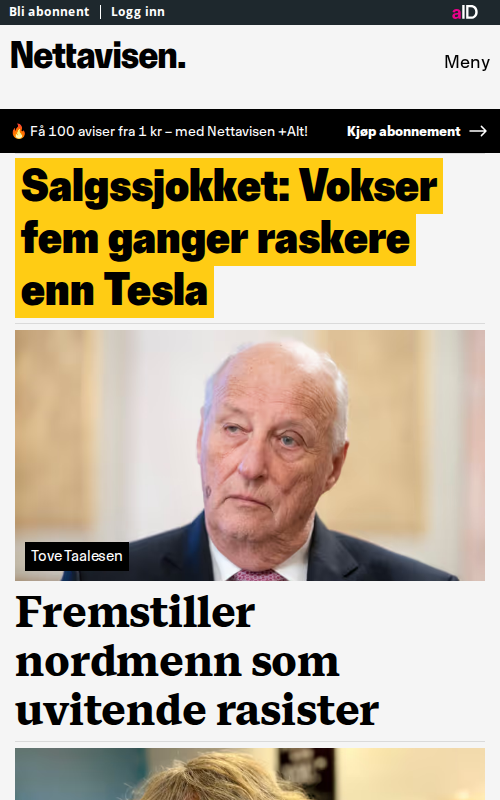 Bli abonnent | Logg inn
aID
Nettavisen.
Meny
🔥 Få 100 aviser fra 1 kr – med Nettavisen +Alt!
Kjøp abonnement →
Salgssjokket: Vokser
fem ganger raskere
enn Tesla
Tove Taalesen
Fremstiller
nordmenn som
uvitende rasister